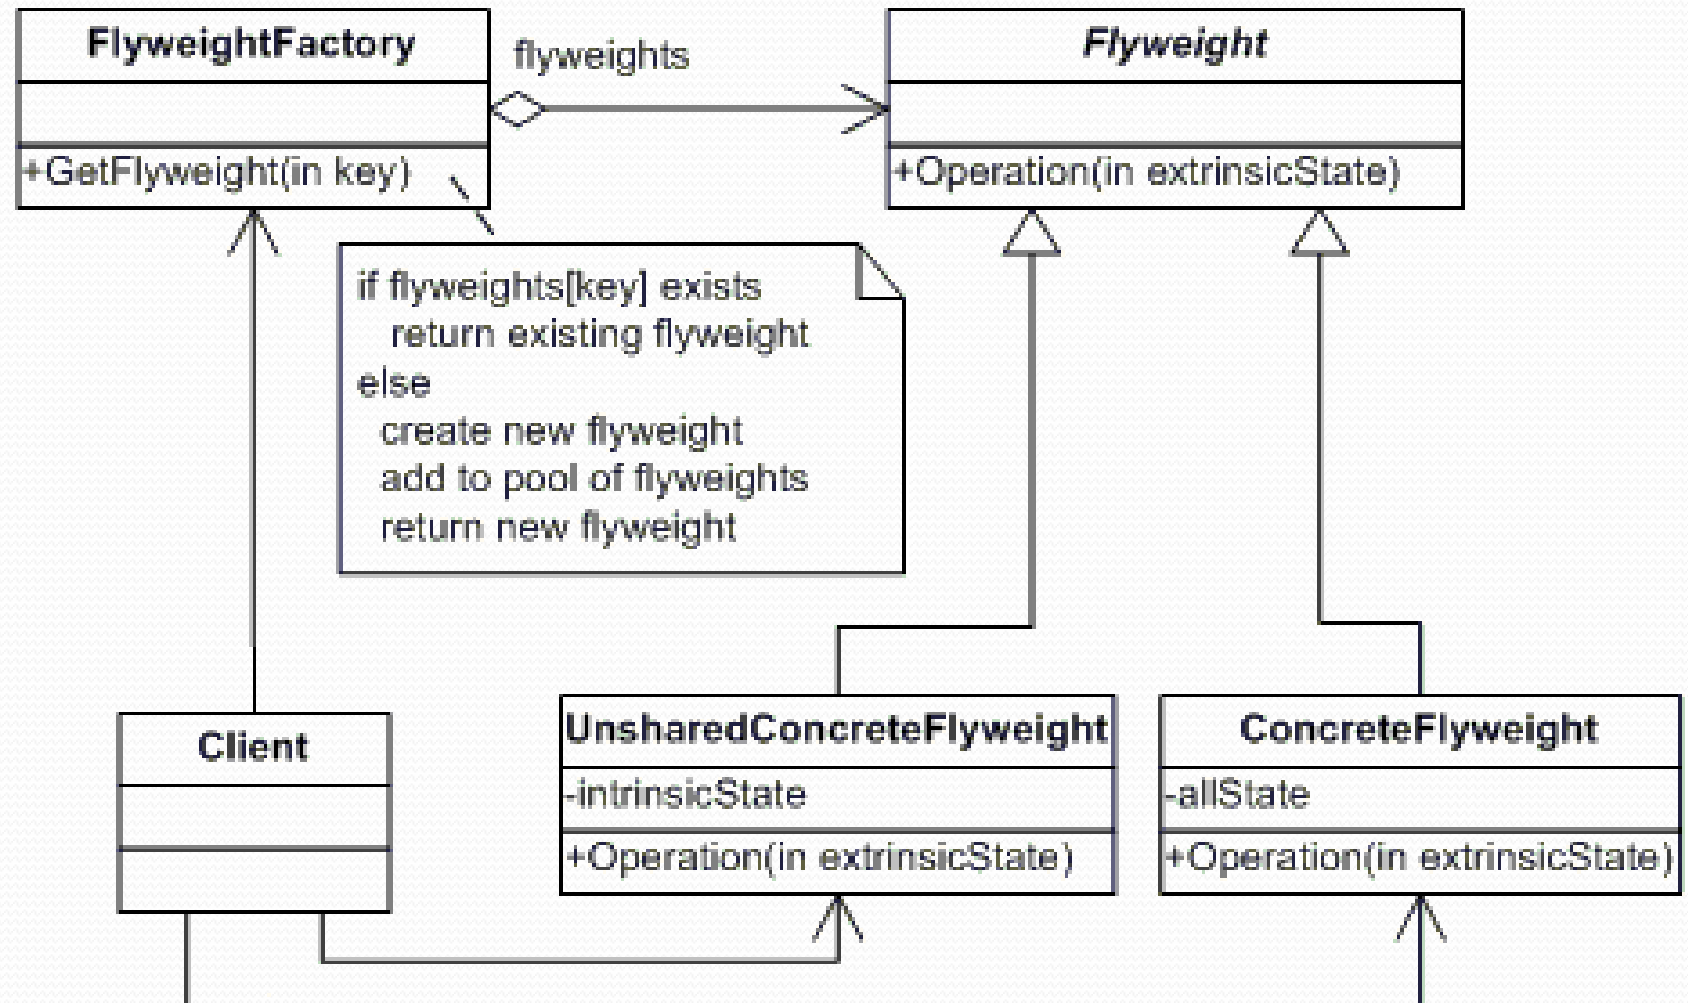 FlyweightFactory
+GetFlyweight(in key)
flyweights
Flyweight
+Operation(in extrinsicState)
if flyweights[key] exists
return existing flyweight
else
create new flyweight
add to pool of flyweights
return new flyweight
Client
UnsharedConcreteFlyweight
-intrinsicState
+Operation(in extrinsicState)
ConcreteFlyweight
-allState
+Operation(in extrinsicState)